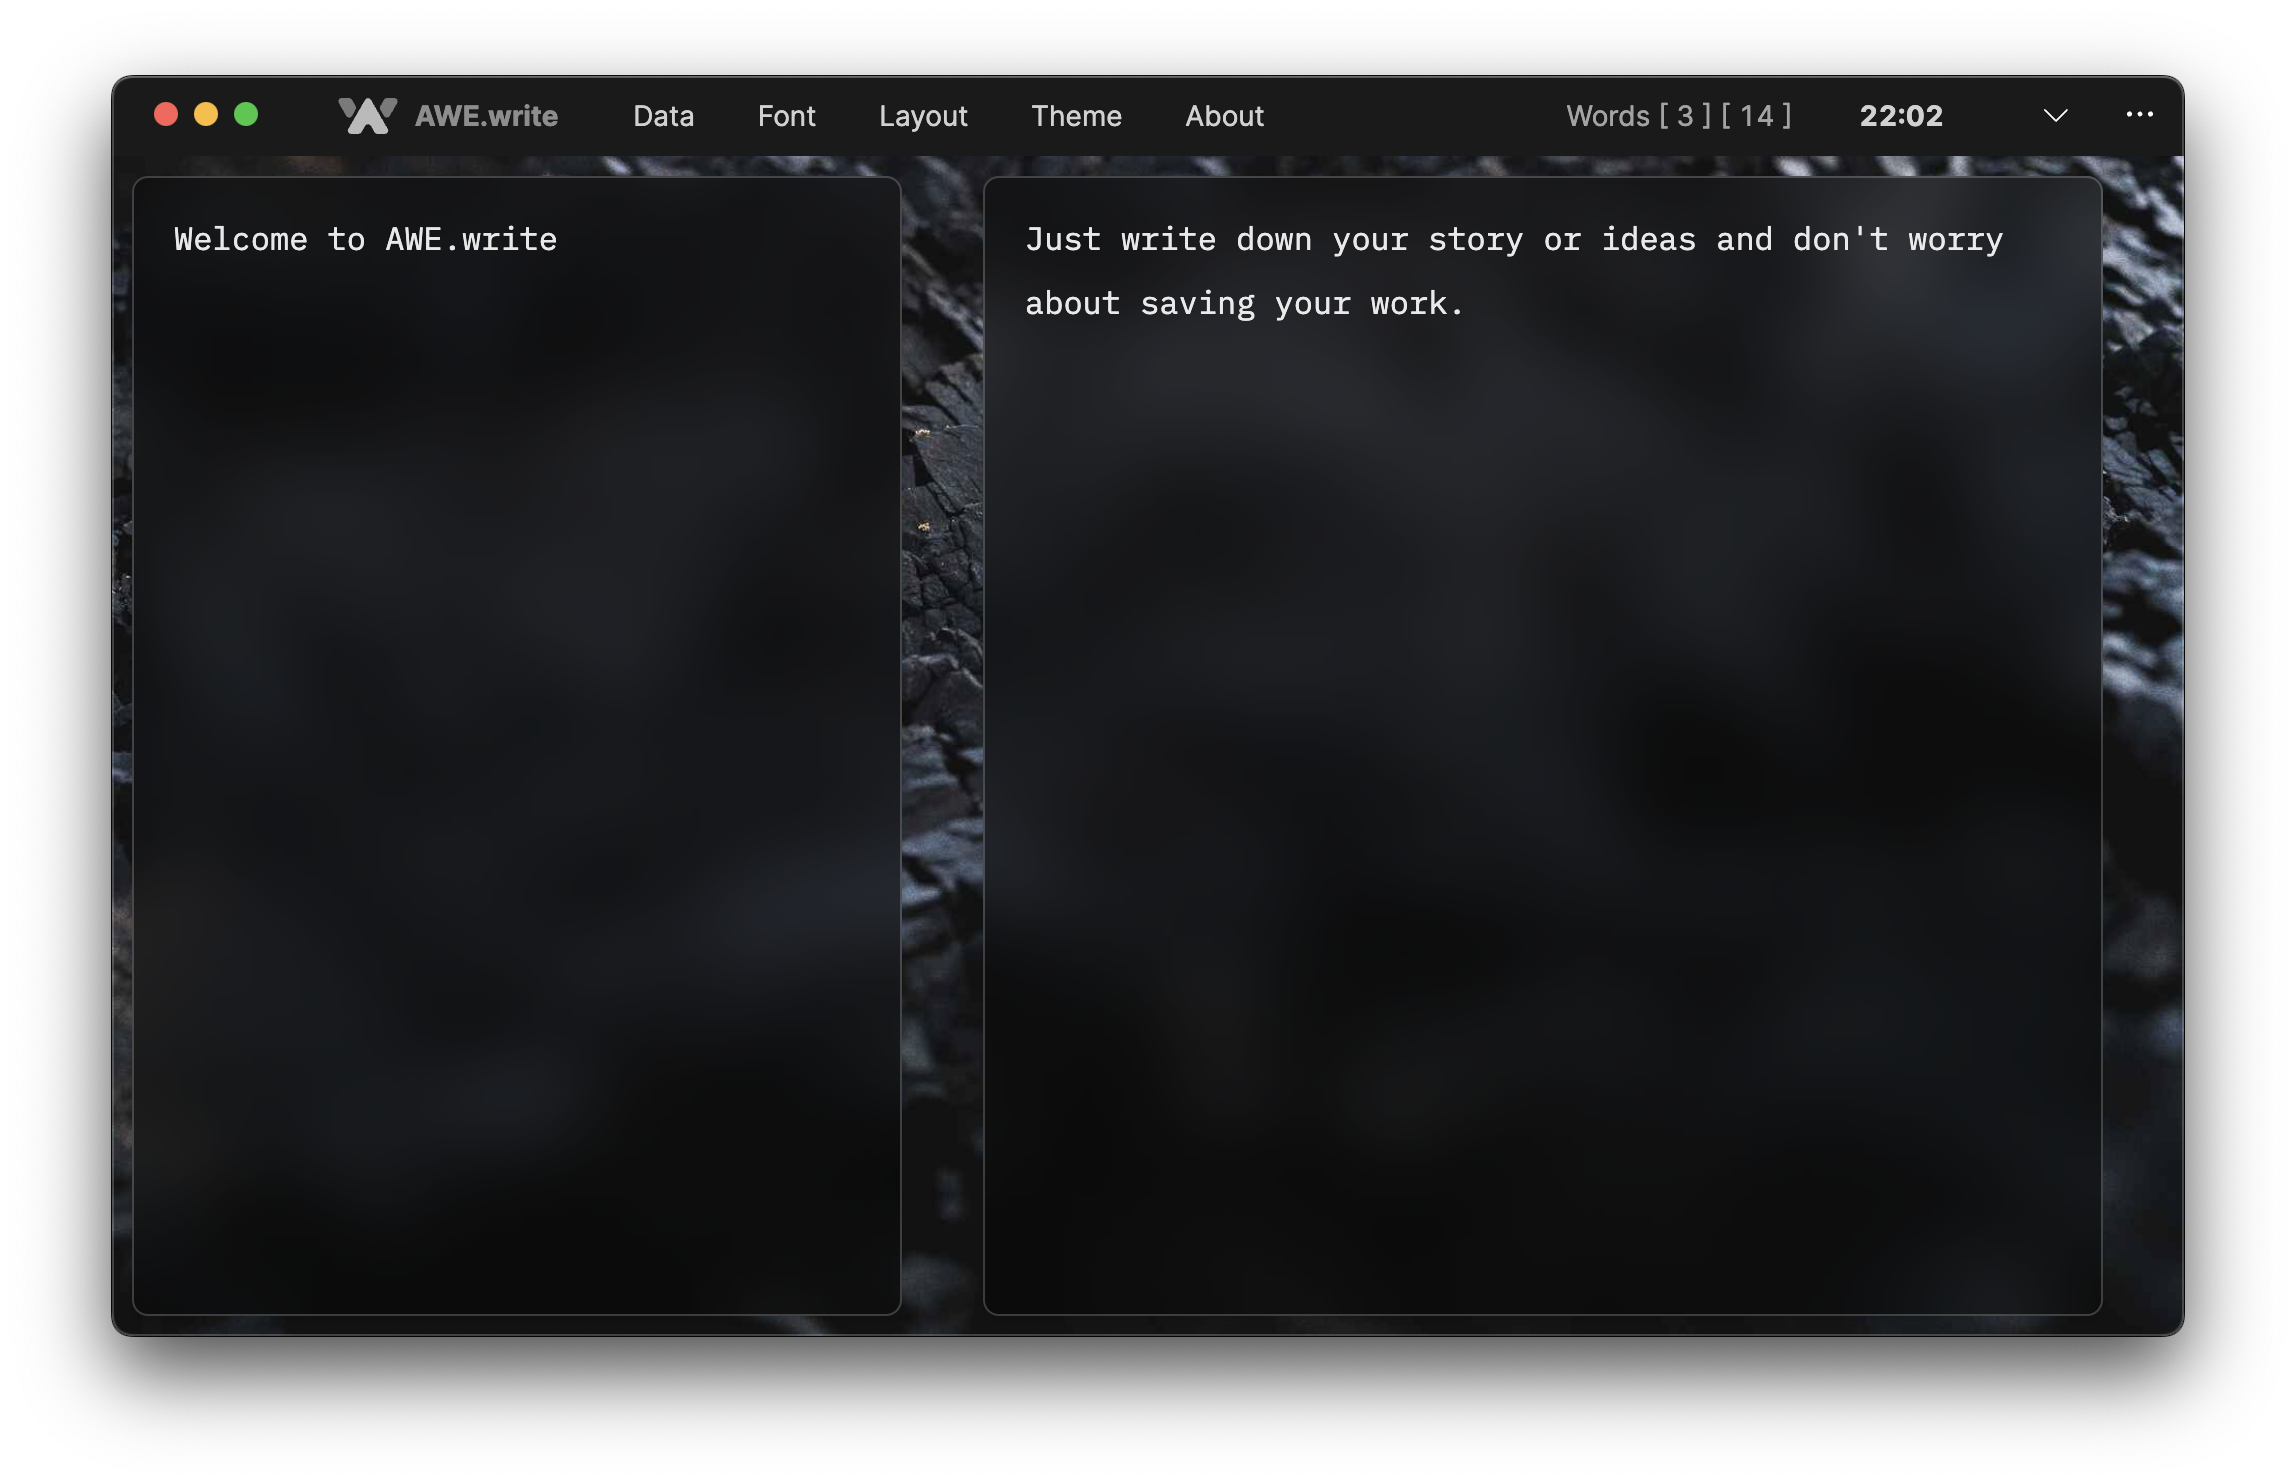 AWE.write Data Font Layout Theme About Words [ 3 ] [ 14 ] 22:02
Welcome to AWE.write
Just write down your story or ideas and don't worry
about saving your work.